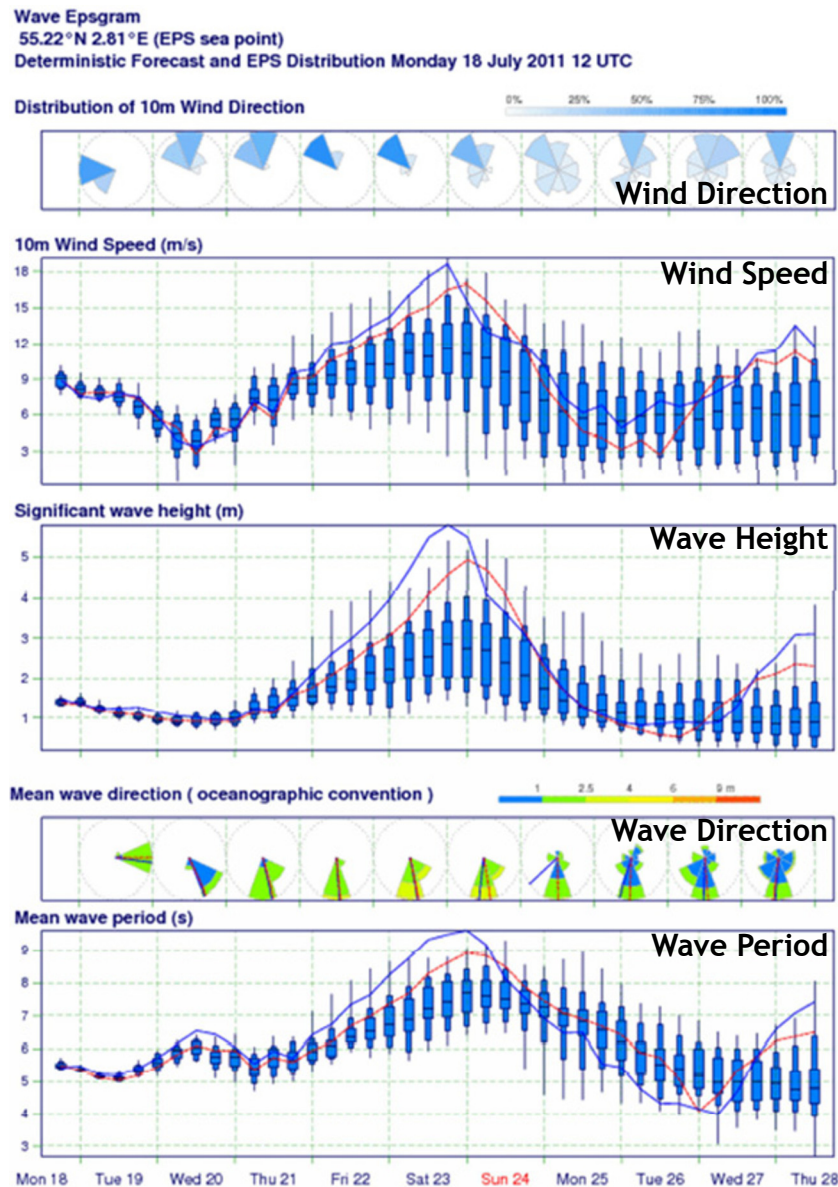 Wave Epsgram
55.22°N 2.81°E (EPS sea point)
Deterministic Forecast and EPS Distribution Monday 18 July 2011 12 UTC
Distribution of 10m Wind Direction
0% 25% 50% 75% 100%
Wind Direction
10m Wind Speed (m/s)
Wind Speed
18
15
12
9
6
3
Significant wave height (m)
Wave Height
5
4
3
2
1
Mean wave direction ( oceanographic convention )
1 2.5 4 6 9 m
Wave Direction
Mean wave period (s)
Wave Period
9
8
7
6
5
4
3
Mon 18 Tue 19 Wed 20 Thu 21 Fri 22 Sat 23 Sun 24 Mon 25 Tue 26 Wed 27 Thu 28